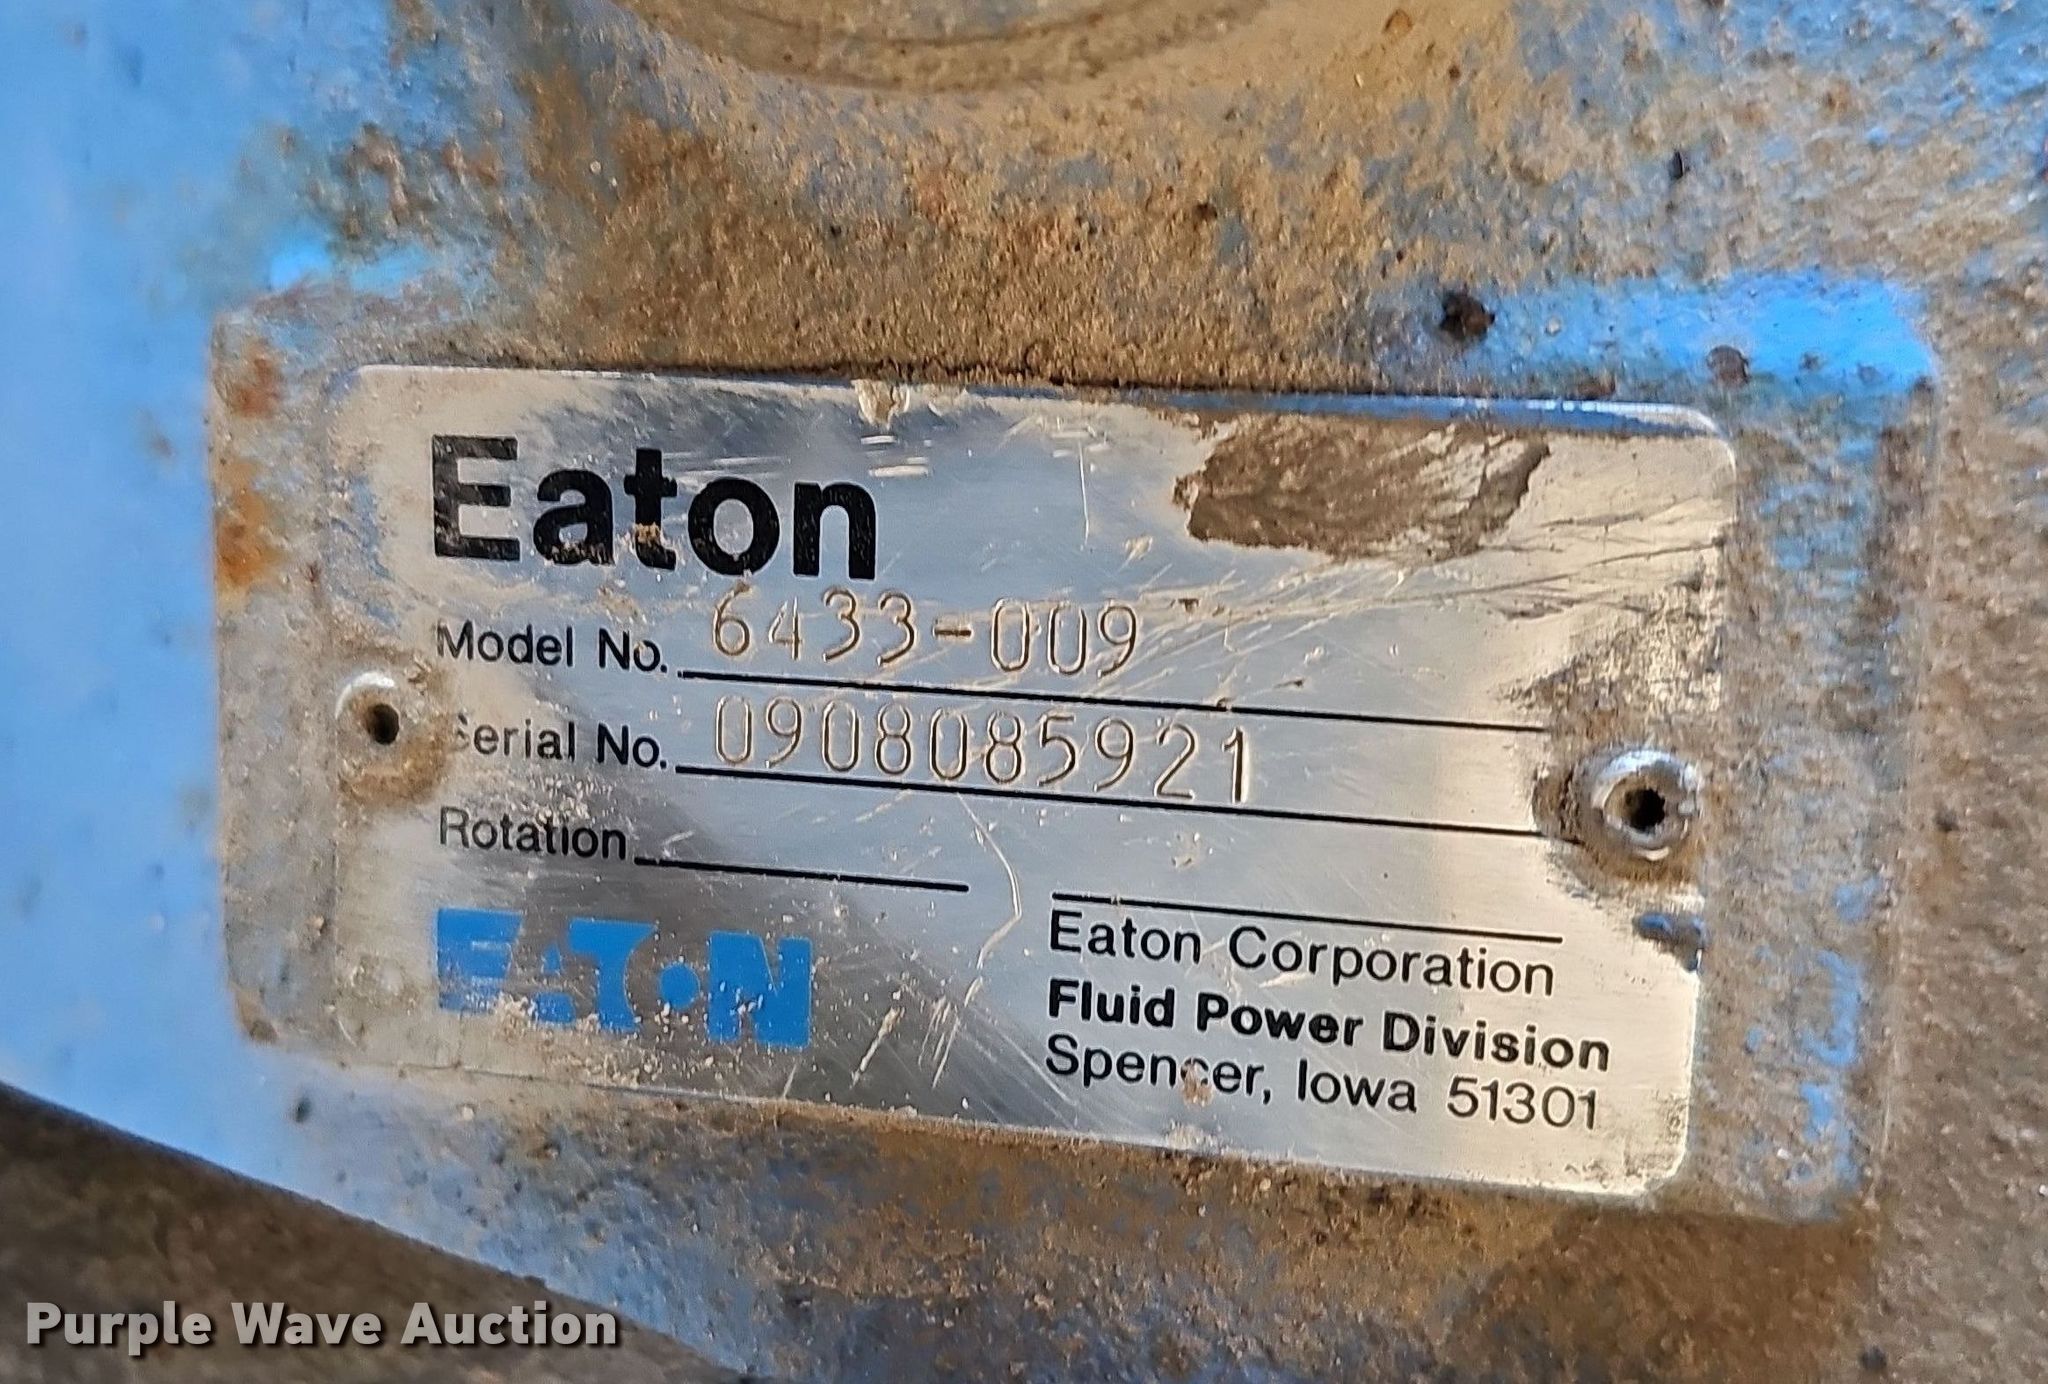 Eaton
Model No. 6433-009
Serial No. 0908085921
Rotation
EATON
Eaton Corporation
Fluid Power Division
Spencer, Iowa 51301
Purple Wave Auction